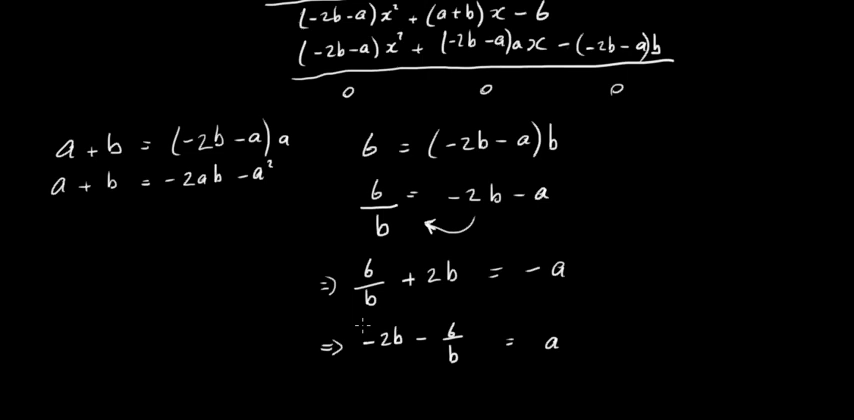 (-2b-a)x² + (a+b)x - 6
(-2b-a)x² + (-2b-a)ax - (-2b-a)b
0 0 0
a + b = (-2b-a)a
a + b = -2ab - a²
6 = (-2b-a)b
6/b = -2b - a
=> 6/b + 2b = -a
=> -2b - 6/b = a